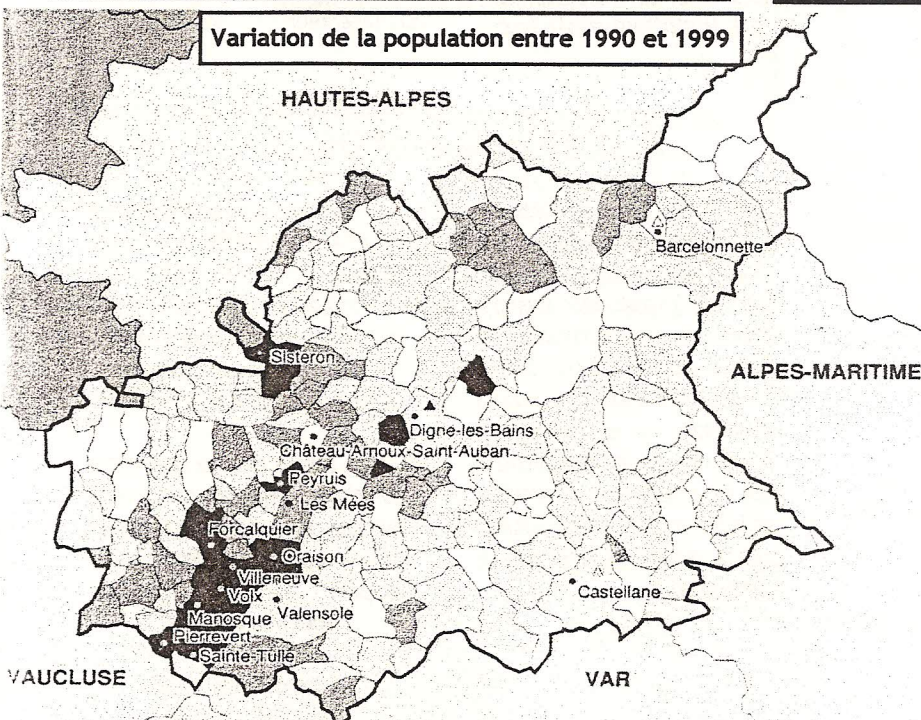 Variation de la population entre 1990 et 1999
HAUTES-ALPES
Barcelonnette
Sisteron
ALPES-MARITIME
Digne-les-Bains
Château-Arnoux-Saint-Auban
Peyruis
Les Mées
Forcalquier
Oraison
Villeneuve
Voix
Castellane
Valensole
Manosque
Pierrevert
Sainte-Tulle
VAUCLUSE
VAR